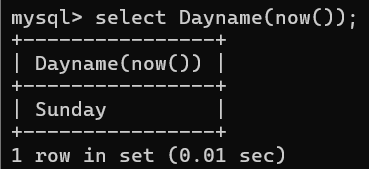 mysql> select Dayname(now());
+----------------+
| Dayname(now()) |
+----------------+
| Sunday         |
+----------------+
1 row in set (0.01 sec)